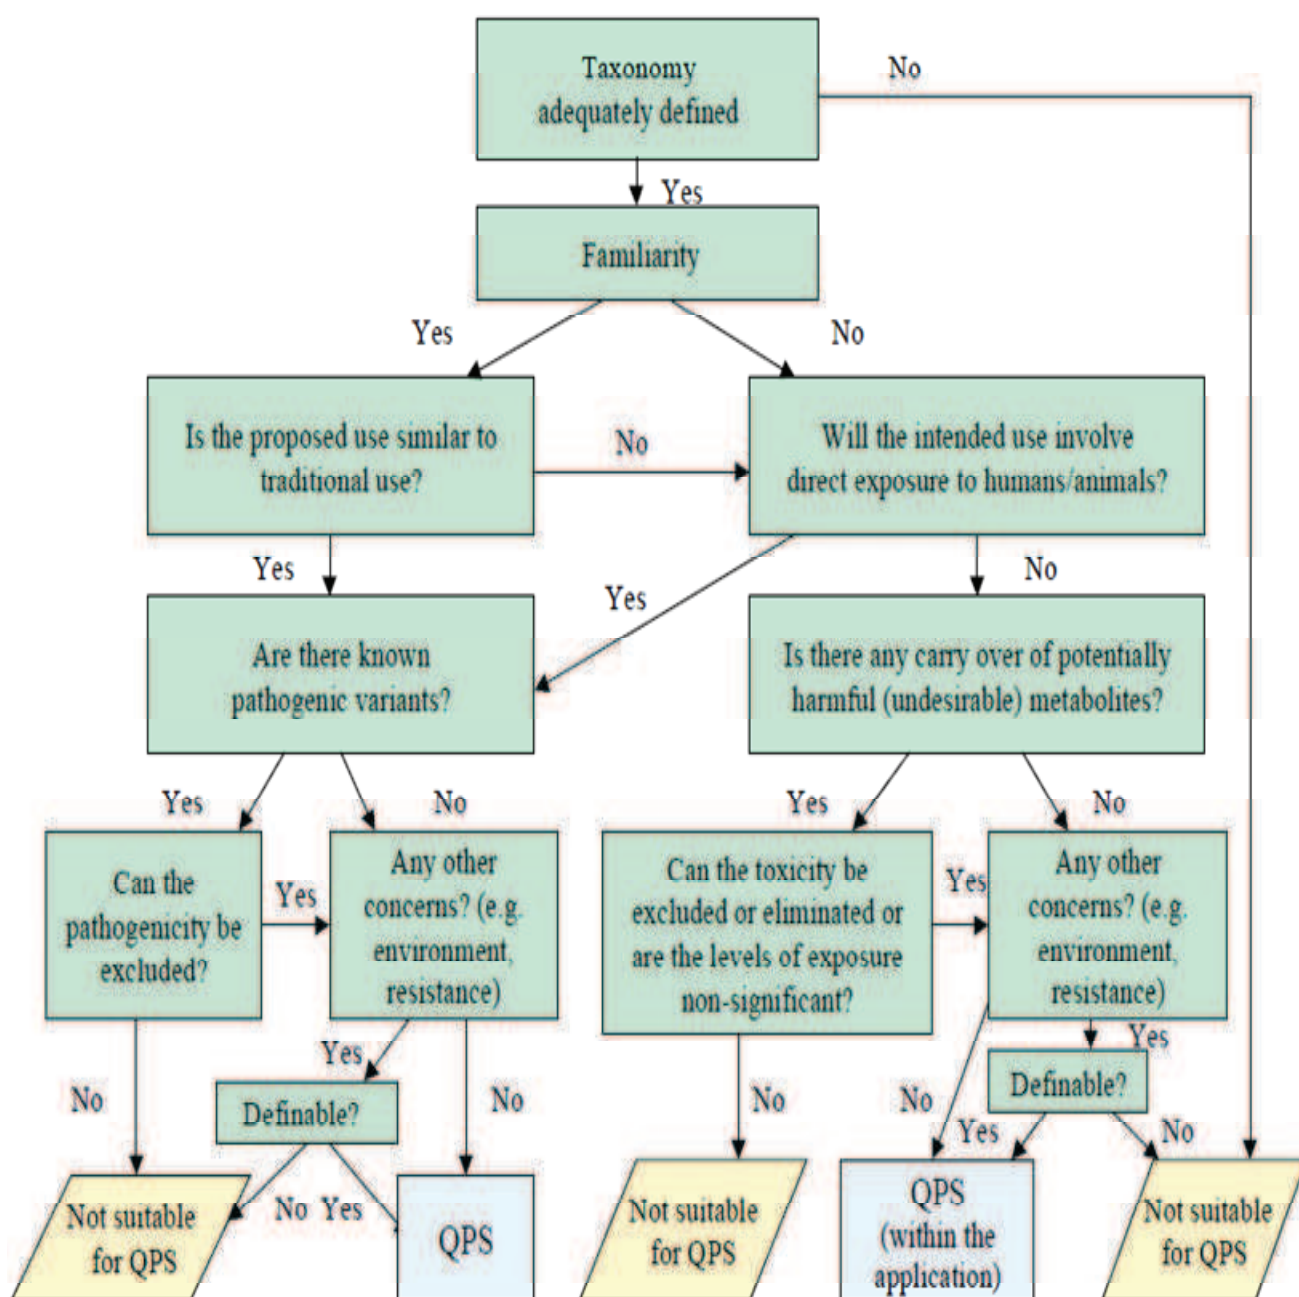 Taxonomy
adequately defined
No
Yes
Familiarity
Yes
No
Is the proposed use similar to
traditional use?
No
Will the intended use involve
direct exposure to humans/animals?
Yes
Yes
No
Are there known
pathogenic variants?
Is there any carry over of potentially
harmful (undesirable) metabolites?
Yes
No
Yes
No
Can the
pathogenicity be
excluded?
Yes
Any other
concerns? (e.g.
environment,
resistance)
Can the toxicity be
excluded or eliminated or
are the levels of exposure
non-significant?
Yes
Any other
concerns? (e.g.
environment,
resistance)
Yes
Yes
No
Definable?
No
No
No
Definable?
Yes
No
Not suitable
for QPS
No
Yes
QPS
Not suitable
for QPS
QPS
(within the
application)
Not suitable
for QPS